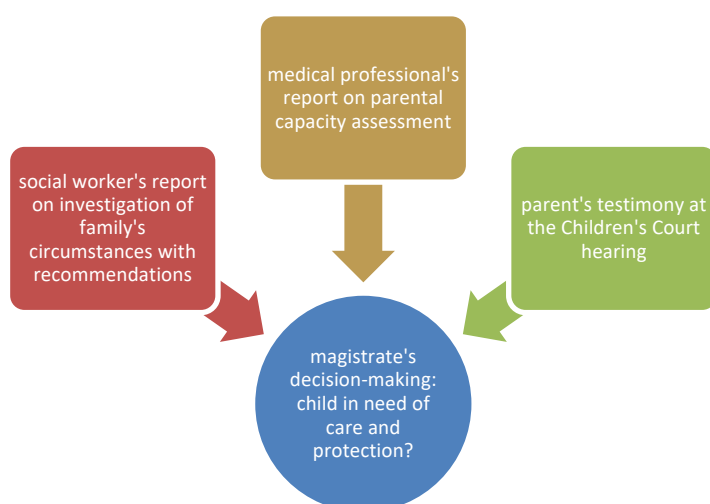 medical professional's
report on parental
capacity assessment
social worker's report
on investigation of
family's
circumstances with
recommendations
parent's testimony at
the Children's Court
hearing
magistrate's
decision-making:
child in need of
care and
protection?